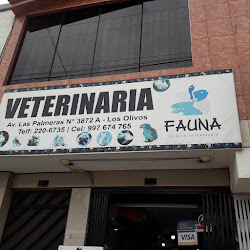 VETERINARIA
Av. Las Palmeras N° 3872 A - Los Olivos
Telf: 220-6735 | Cel: 997 674 765
FAUNA
VISA